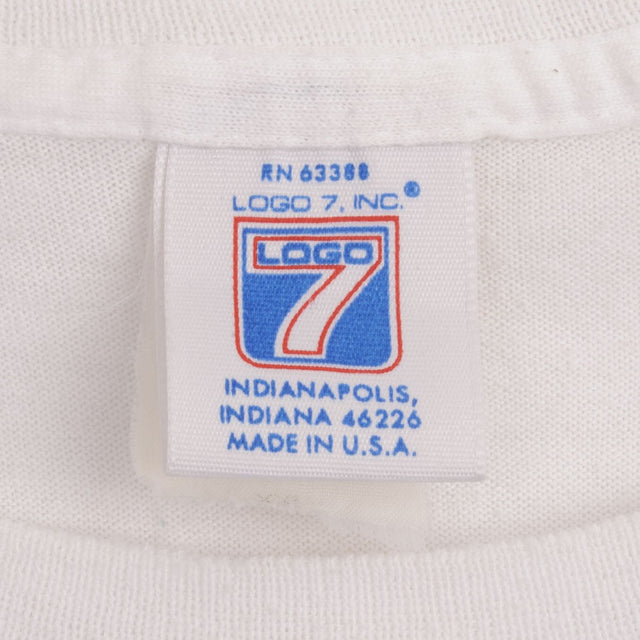 RN 63388
LOGO 7, INC.®
LOGO
7
INDIANAPOLIS,
INDIANA 46226
MADE IN U.S.A.